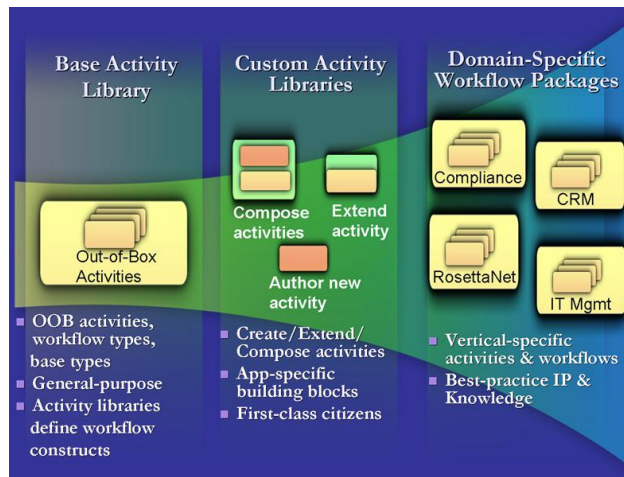 Base Activity
Library
Out-of-Box
Activities
OOB activities,
workflow types,
base types
General-purpose
Activity libraries
define workflow
constructs
Custom Activity
Libraries
Compose
activities
Extend
activity
Author new
activity
Create/Extend/
Compose activities
App-specific
building blocks
First-class citizens
Domain-Specific
Workflow Packages
Compliance
CRM
RosettaNet
IT Mgmt
Vertical-specific
activities & workflows
Best-practice IP &
Knowledge